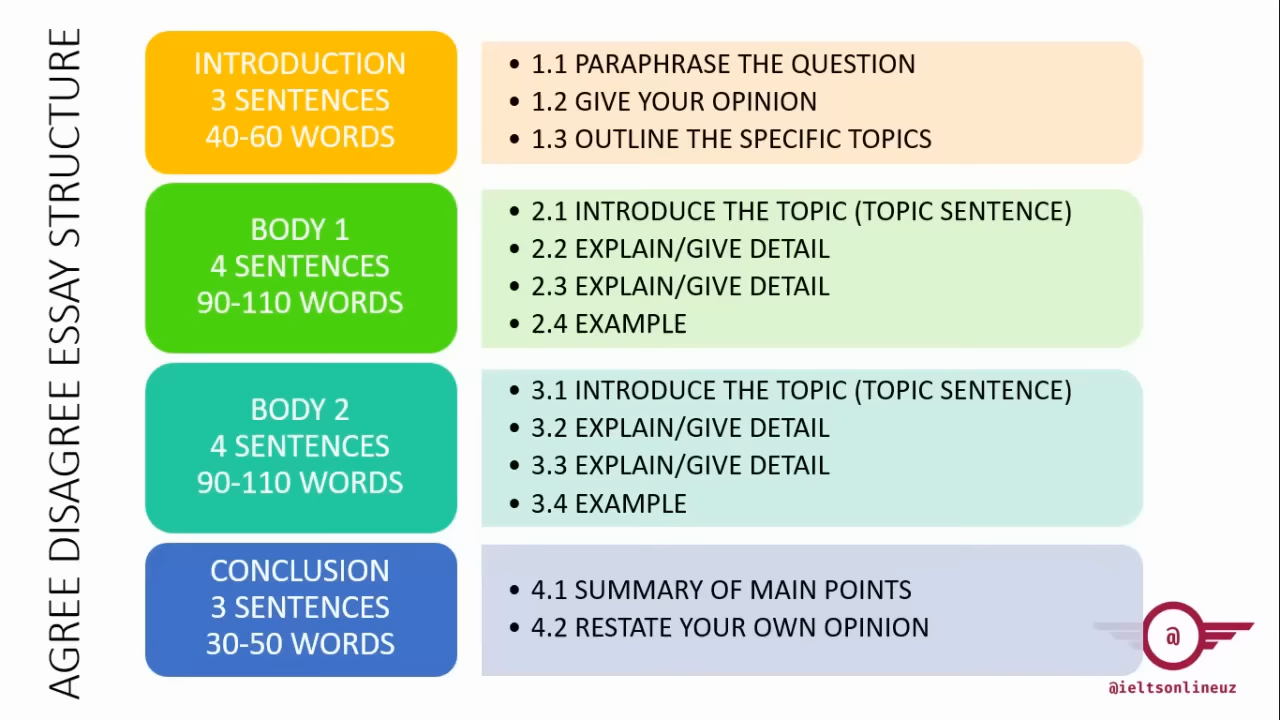 AGREE DISAGREE ESSAY STRUCTURE
INTRODUCTION
3 SENTENCES
40-60 WORDS
• 1.1 PARAPHRASE THE QUESTION
• 1.2 GIVE YOUR OPINION
• 1.3 OUTLINE THE SPECIFIC TOPICS
BODY 1
4 SENTENCES
90-110 WORDS
• 2.1 INTRODUCE THE TOPIC (TOPIC SENTENCE)
• 2.2 EXPLAIN/GIVE DETAIL
• 2.3 EXPLAIN/GIVE DETAIL
• 2.4 EXAMPLE
BODY 2
4 SENTENCES
90-110 WORDS
• 3.1 INTRODUCE THE TOPIC (TOPIC SENTENCE)
• 3.2 EXPLAIN/GIVE DETAIL
• 3.3 EXPLAIN/GIVE DETAIL
• 3.4 EXAMPLE
CONCLUSION
3 SENTENCES
30-50 WORDS
• 4.1 SUMMARY OF MAIN POINTS
• 4.2 RESTATE YOUR OWN OPINION
@
@ieltsonlineuz